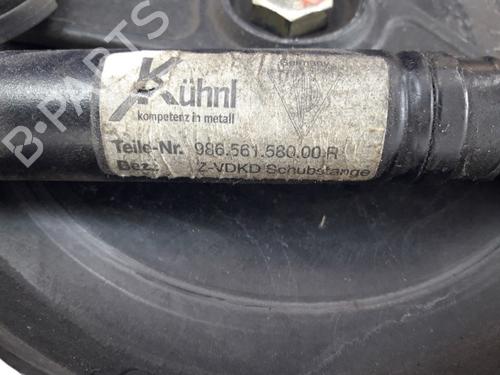 Kühnl
kompetenz in metall
Germany
Teile-Nr. 986.561.580.00 R
Bez.: Z-VDKD Schubstange
B-PARTS